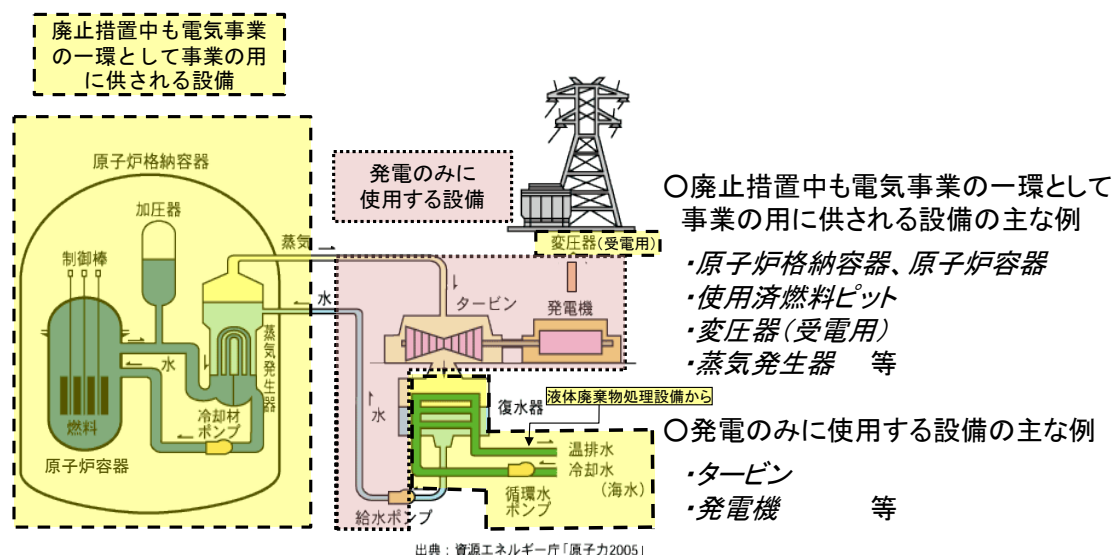 廃止措置中も電気事業
の一環として事業の用
に供される設備
原子炉格納容器
加圧器
制御棒
蒸気
水
蒸気発生器
水
冷却材
ポンプ
燃料
原子炉容器
発電のみに
使用する設備
変圧器(受電用)
タービン
発電機
水
復水器
液体廃棄物処理設備から
温排水
冷却水
(海水)
循環水
ポンプ
給水ポンプ
〇廃止措置中も電気事業の一環として
事業の用に供される設備の主な例
・原子炉格納容器、原子炉容器
・使用済燃料ピット
・変圧器(受電用)
・蒸気発生器 等
〇発電のみに使用する設備の主な例
・タービン
・発電機 等
出典:資源エネルギー庁「原子力2005」